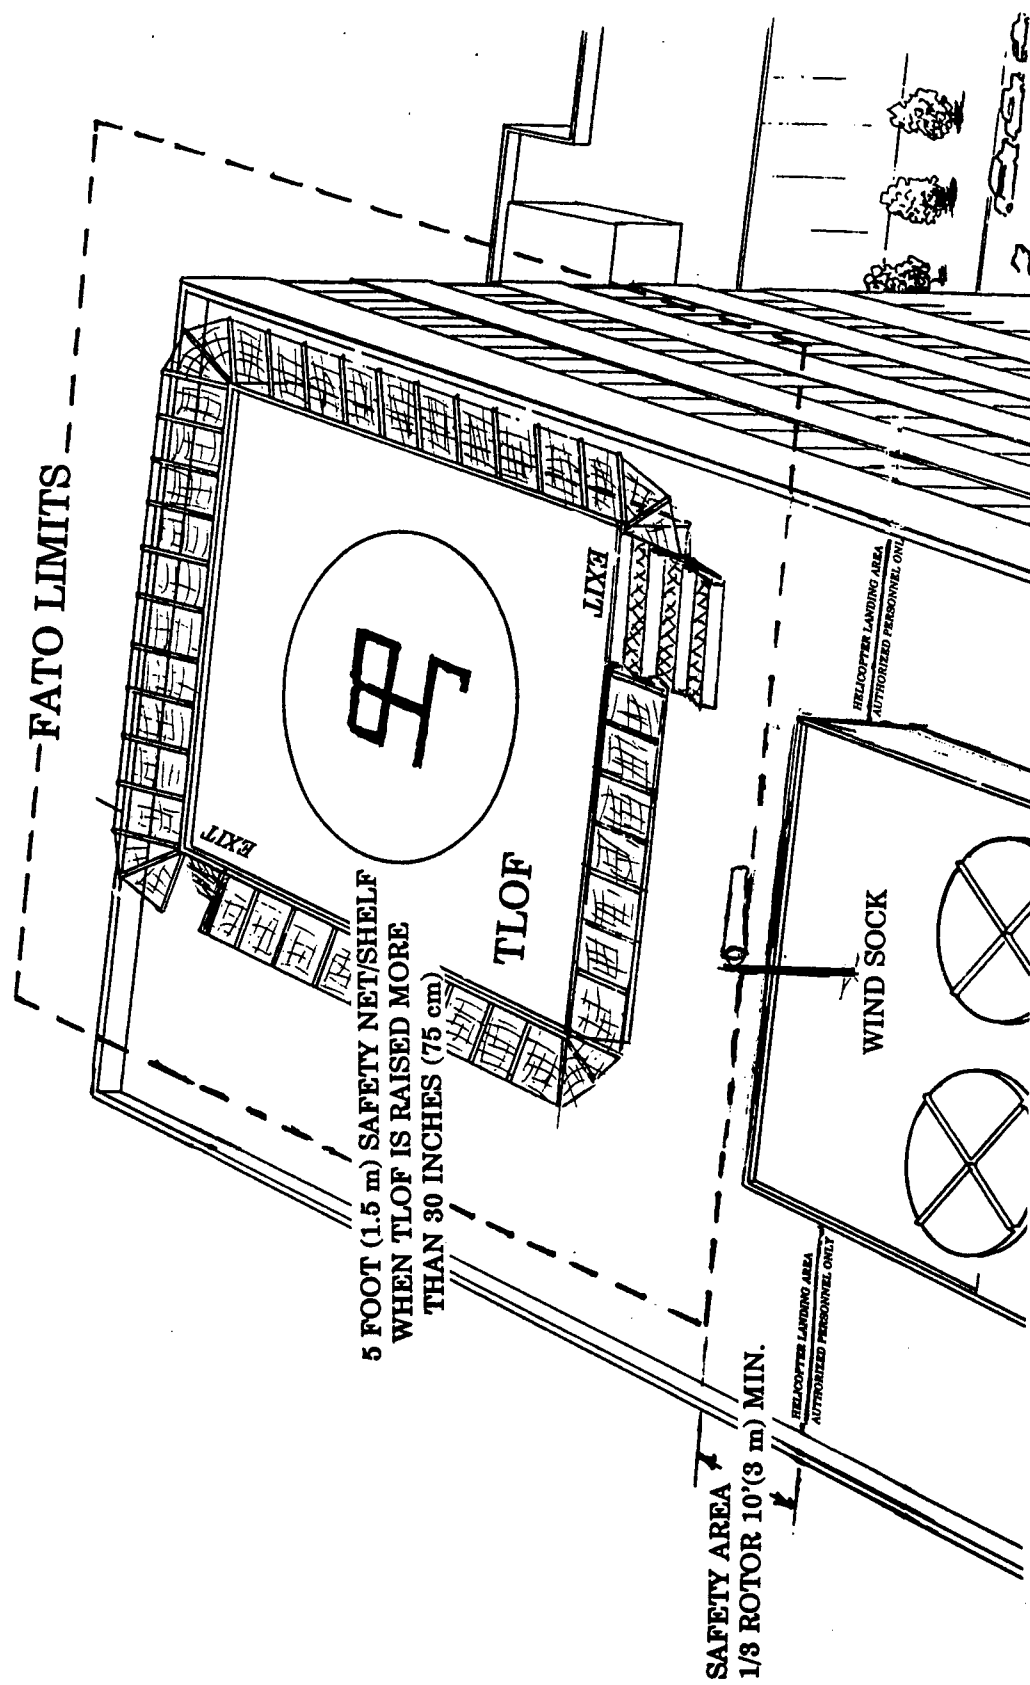 FATO LIMITS
EXIT
5 FOOT (1.5 m) SAFETY NET/SHELF
WHEN TLOF IS RAISED MORE
THAN 30 INCHES (75 cm)
TLOF
EXIT
SAFETY AREA
1/3 ROTOR 10'(3 m) MIN.
HELICOPTER LANDING AREA
AUTHORIZED PERSONNEL ONLY
WIND SOCK
HELICOPTER LANDING AREA
AUTHORIZED PERSONNEL ONLY